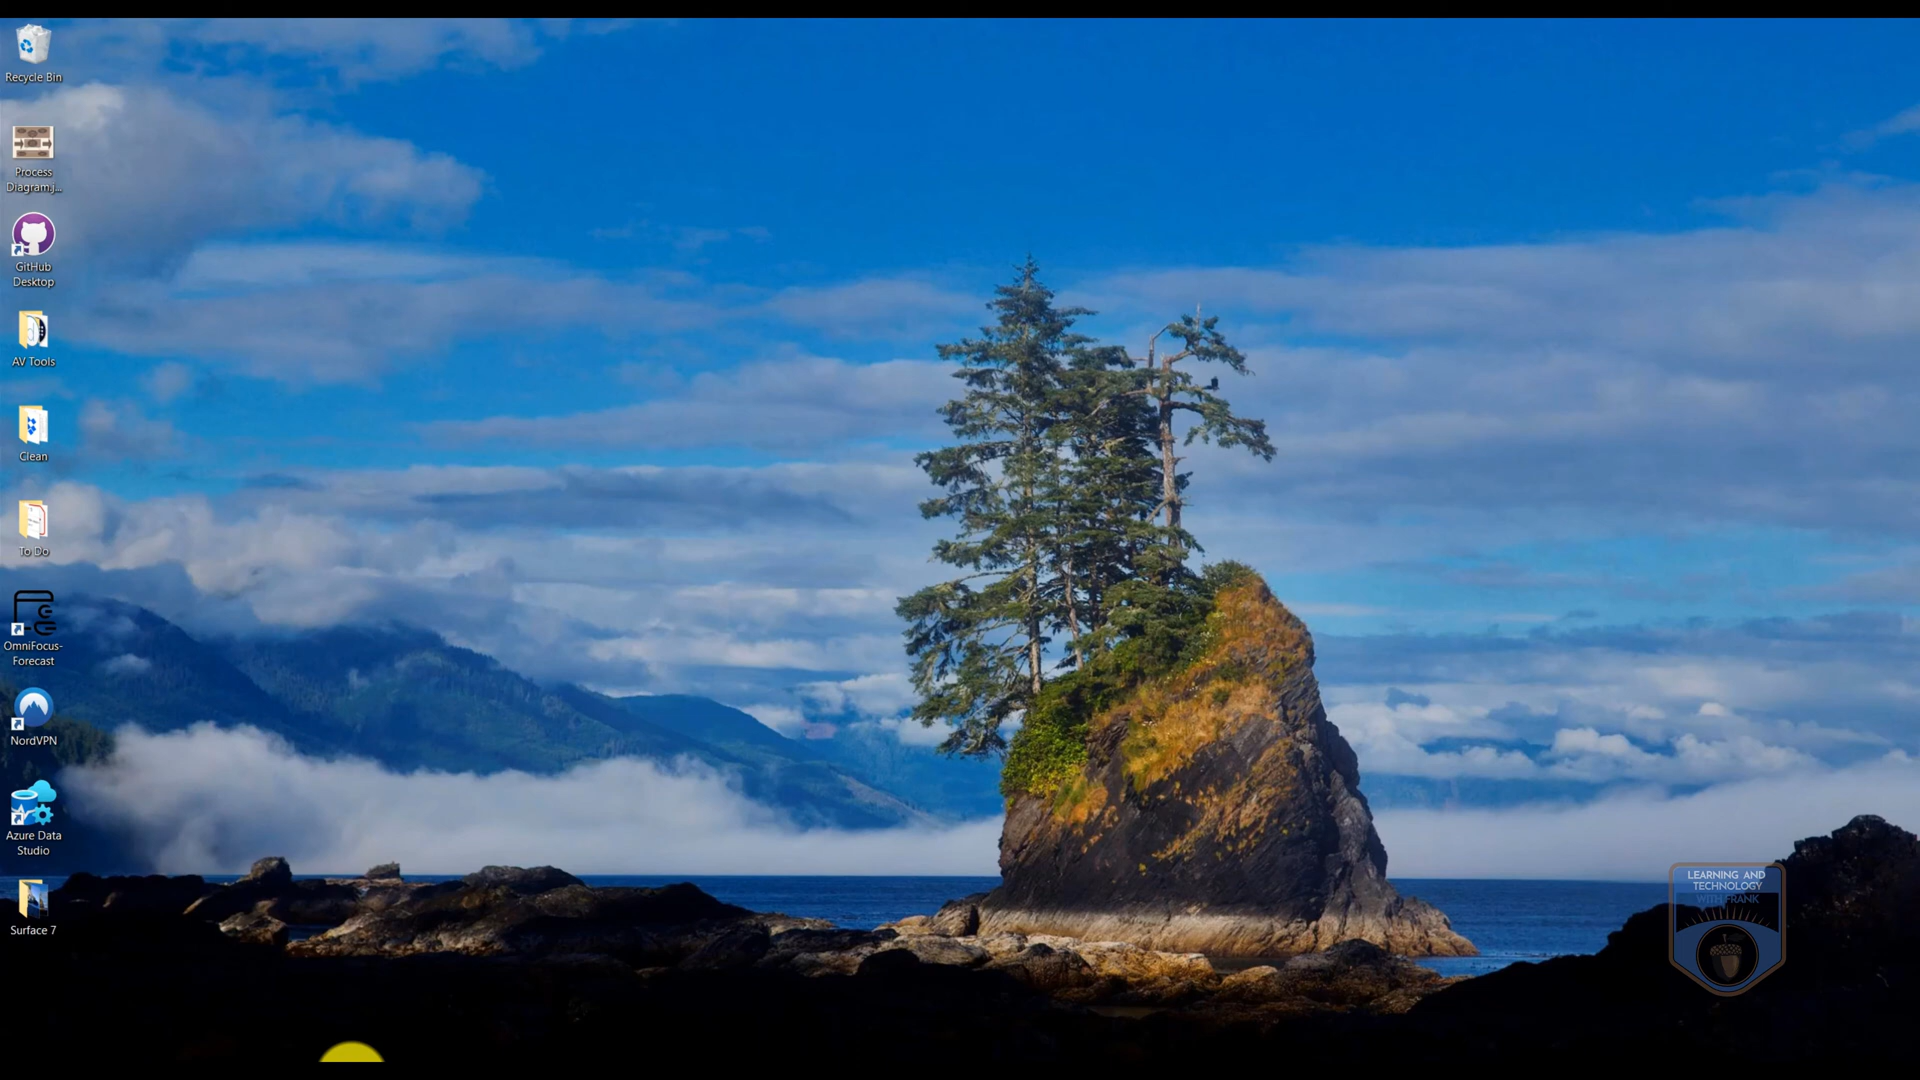 Recycle Bin
Process
Diagram.j...
GitHub
Desktop
AV Tools
Clean
To Do
OmniFocus-
Forecast
NordVPN
Azure Data
Studio
Surface 7
LEARNING AND
TECHNOLOGY
WITH FRANK